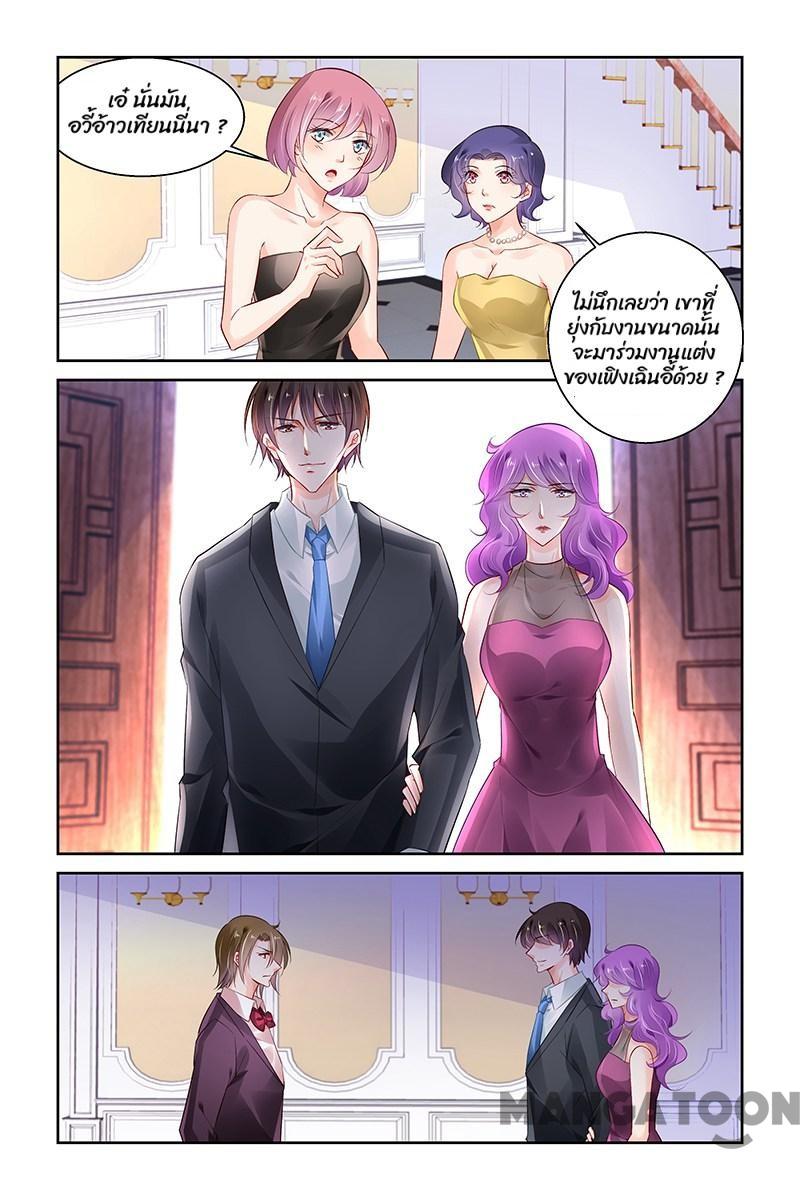 เอ๋ นั่นมัน
อวี้อ้าวเทียนนี่นา ?
ไม่นึกเลยว่า เขาที่
ยุ่งกับงานขนาดนั้น
จะมาร่วมงานแต่ง
ของเฟิงเฉินอี้ด้วย ?
MANGATOON